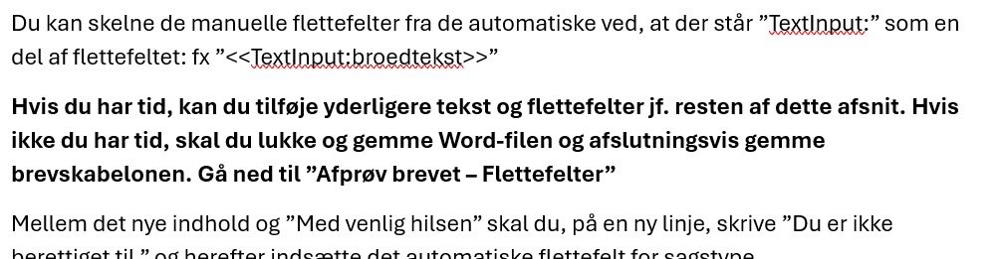 Du kan skelne de manuelle flettefelter fra de automatiske ved, at der står ”TextInput:” som en
del af flettefeltet: fx ”<<TextInput:broedtekst>>”
Hvis du har tid, kan du tilføje yderligere tekst og flettefelter jf. resten af dette afsnit. Hvis
ikke du har tid, skal du lukke og gemme Word-filen og afslutningsvis gemme
brevskabelonen. Gå ned til ”Afprøv brevet – Flettefelter”
Mellem det nye indhold og ”Med venlig hilsen” skal du, på en ny linje, skrive ”Du er ikke
berettiget til ” og herefter indsætte det automatiske flettefelt for sagstype